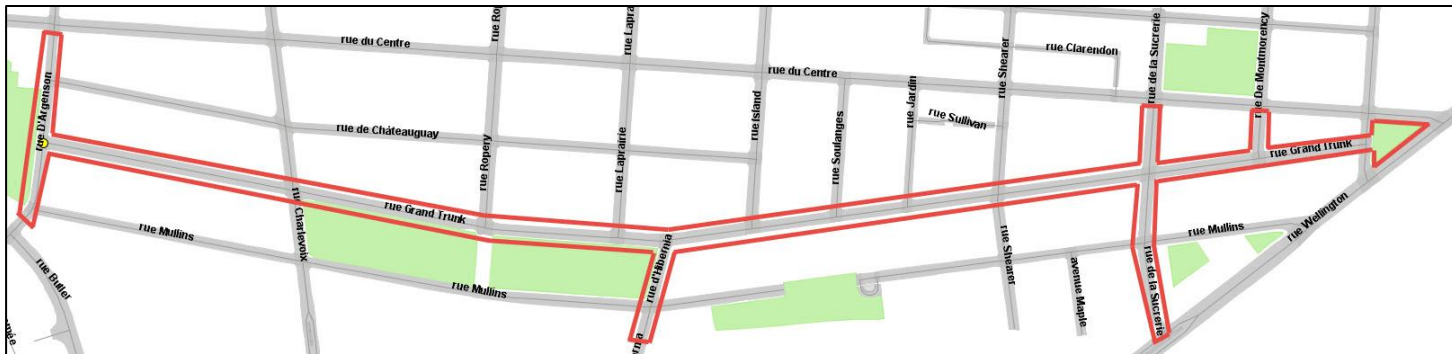 rue Ropery
rue Laprairie
rue du Centre
rue Shearer
rue Clarendon
rue de la Sucrerie
rue De Montmorency
rue D'Argenson
rue du Centre
rue Island
rue Jardin
rue Soulanges
rue Sullivan
rue de Châteauguay
rue Ropery
rue Laprairie
rue Grand Trunk
rue Grand Trunk
rue Charlevoix
rue Wellington
rue Mullins
rue Mullins
rue d'Hibernia
rue Shearer
rue de la Sucrerie
rue Butler
rue Mullins
avenue Maple